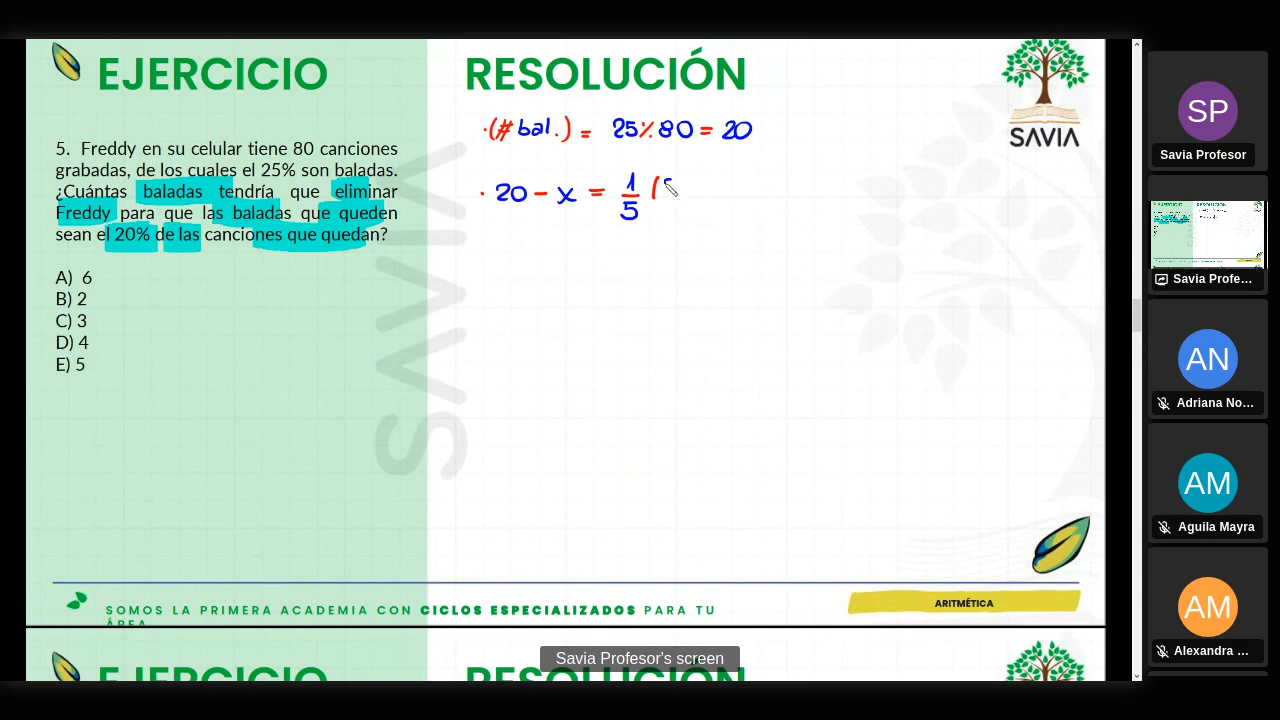 EJERCICIO
RESOLUCIÓN
SAVIA
·(# bal.) = 25% 80 = 20
5. Freddy en su celular tiene 80 canciones
grabadas, de los cuales el 25% son baladas.
¿Cuántas baladas tendría que eliminar
Freddy para que las baladas que queden
sean el 20% de las canciones que quedan?
· 20 - x = 1/5 (
A) 6
B) 2
C) 3
D) 4
E) 5
SAVIA
SOMOS LA PRIMERA ACADEMIA CON CICLOS ESPECIALIZADOS PARA TU
ÁREA
ARITMÉTICA
Savia Profesor's screen
EJERCICIO
RESOLUCIÓN
SP
Savia Profesor
Savia Profe...
AN
Adriana No...
AM
Aguila Mayra
AM
Alexandra ...